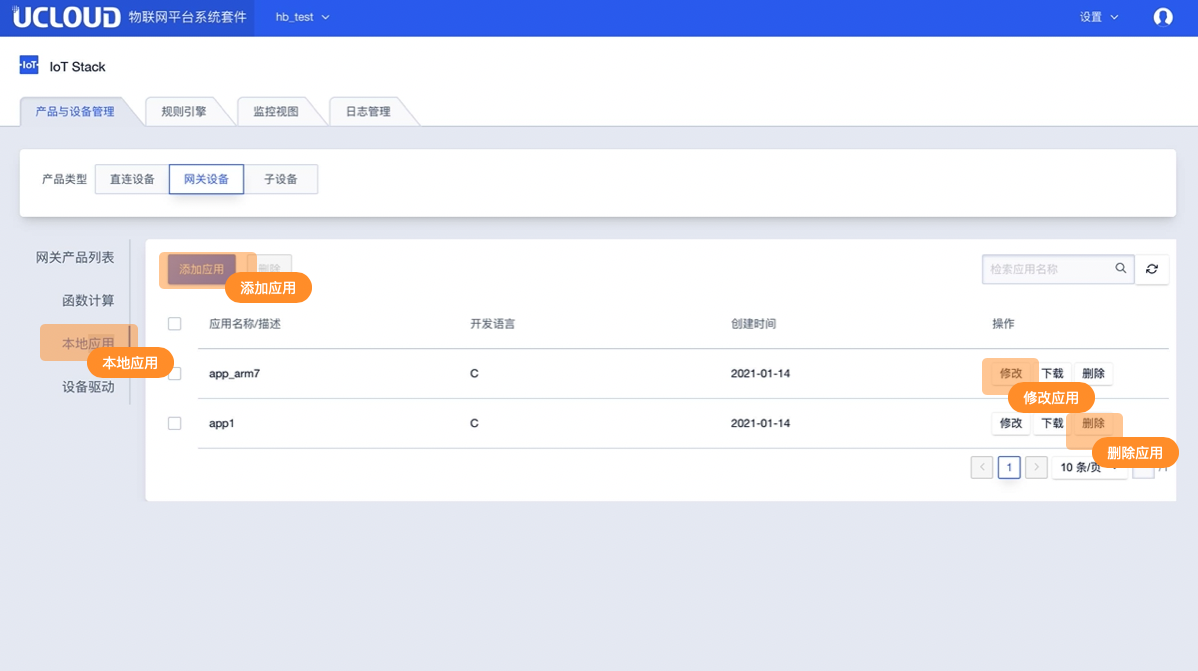 UCLOUD 物联网平台系统套件 hb_test 设置
IoT IoT Stack
产品与设备管理 规则引擎 监控视图 日志管理
产品类型 直连设备 网关设备 子设备
网关产品列表
函数计算
本地应用
本地应用
设备驱动
添加应用 删除 检索应用名称
添加应用
应用名称/描述 开发语言 创建时间 操作
app_arm7 C 2021-01-14 修改 下载 删除
修改应用
app1 C 2021-01-14 修改 下载 删除
删除应用
1 10 条/页 /1